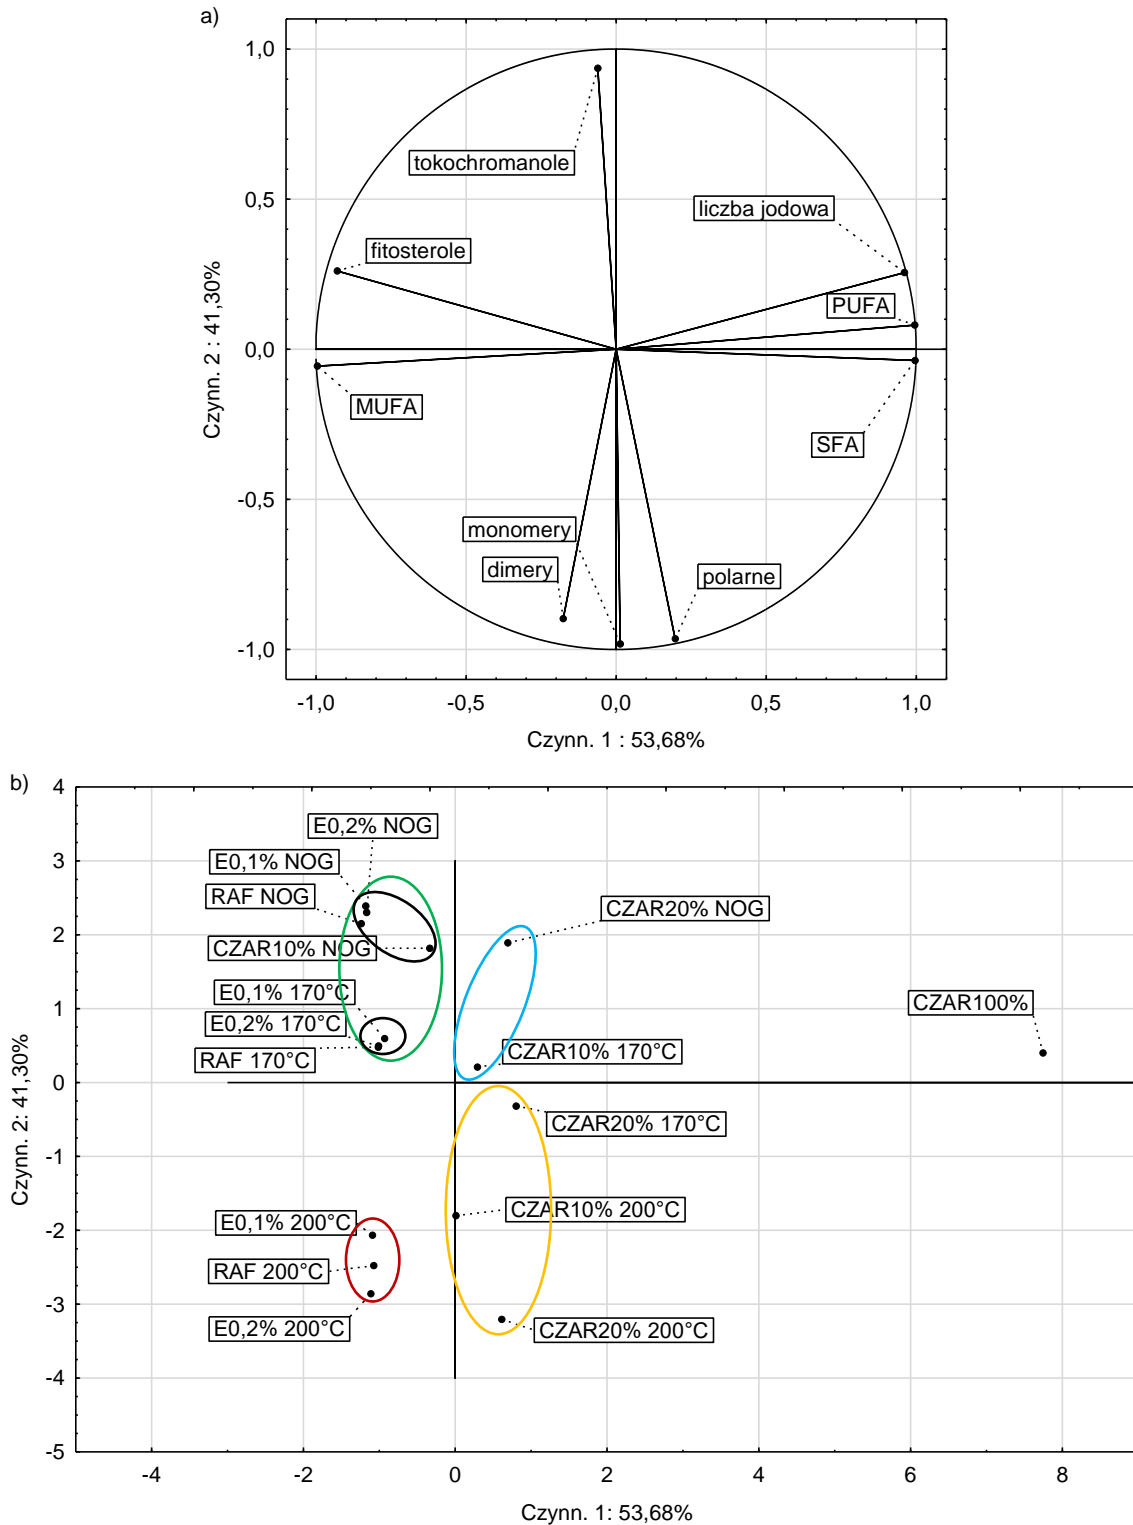 a)
1,0
0,5
0,0
-0,5
-1,0
Czynn. 2 : 41,30%
tokochromanole
liczba jodowa
fitosterole
PUFA
MUFA
SFA
monomery
dimery
polarne
-1,0
-0,5
0,0
0,5
1,0
Czynn. 1 : 53,68%
b)
4
3
2
1
0
-1
-2
-3
-4
-5
Czynn. 2: 41,30%
E0,2% NOG
E0,1% NOG
RAF NOG
CZAR20% NOG
CZAR10% NOG
E0,1% 170°C
CZAR100%
E0,2% 170°C
RAF 170°C
CZAR10% 170°C
CZAR20% 170°C
E0,1% 200°C
CZAR10% 200°C
RAF 200°C
E0,2% 200°C
CZAR20% 200°C
-4
-2
0
2
4
6
8
Czynn. 1: 53,68%